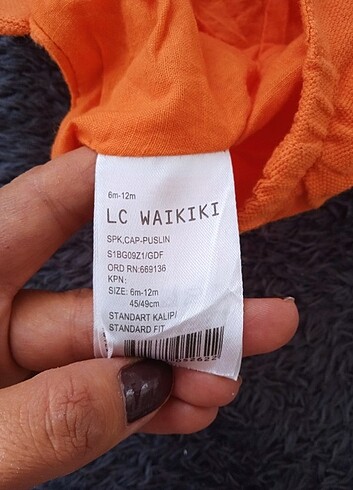 6m-12m
LC WAIKIKI
SPK,CAP-PUSLIN
S1BG09Z1/GDF
ORD RN:669136
KPN:
SIZE: 6m-12m
45/49cm
STANDART KALIP/
STANDARD FIT